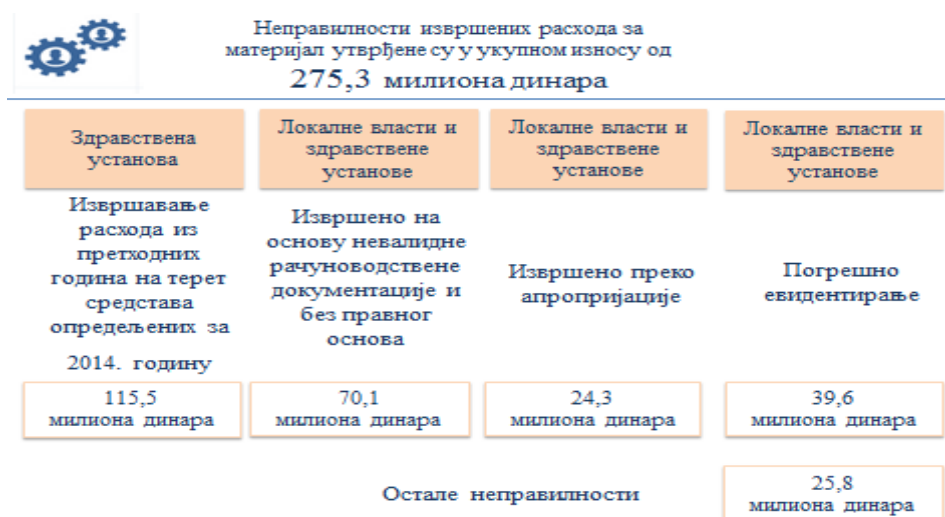 Неправилности извршених расхода за
материјал утврђене су у укупном износу од
275,3 милиона динара
Здравствена
установа
Локалне власти и
здравствене
установе
Локалне власти и
здравствене
установе
Локалне власти и
здравствене
установе
Извршавање
расхода из
претходних
година на терет
средстава
опредељених за
2014. годину
Извршено на
основу невалидне
рачуноводствене
документације и
без правног
основа
Извршено преко
апропријације
Погрешно
евидентирање
115,5
милиона динара
70,1
милиона динара
24,3
милиона динара
39,6
милиона динара
Остале неправилности
25,8
милиона динара